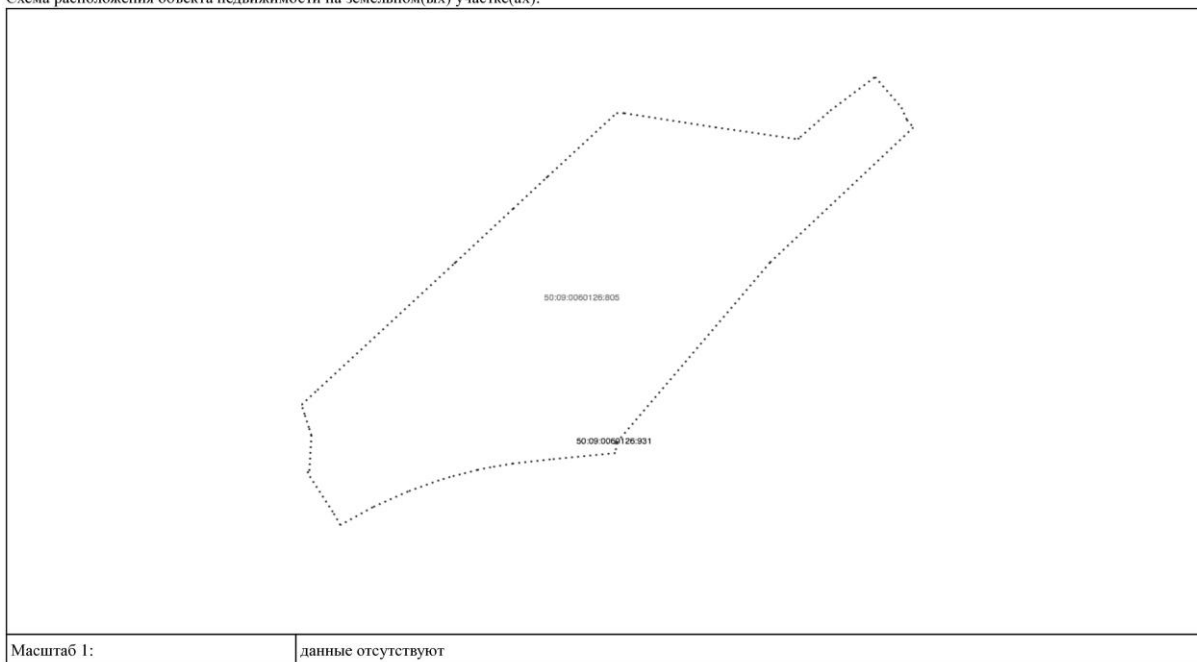 Схема расположения объекта недвижимости на земельном(ых) участке(ах):
50:09:0060126:805
50:09:0060126:931
Масштаб 1: данные отсутствуют